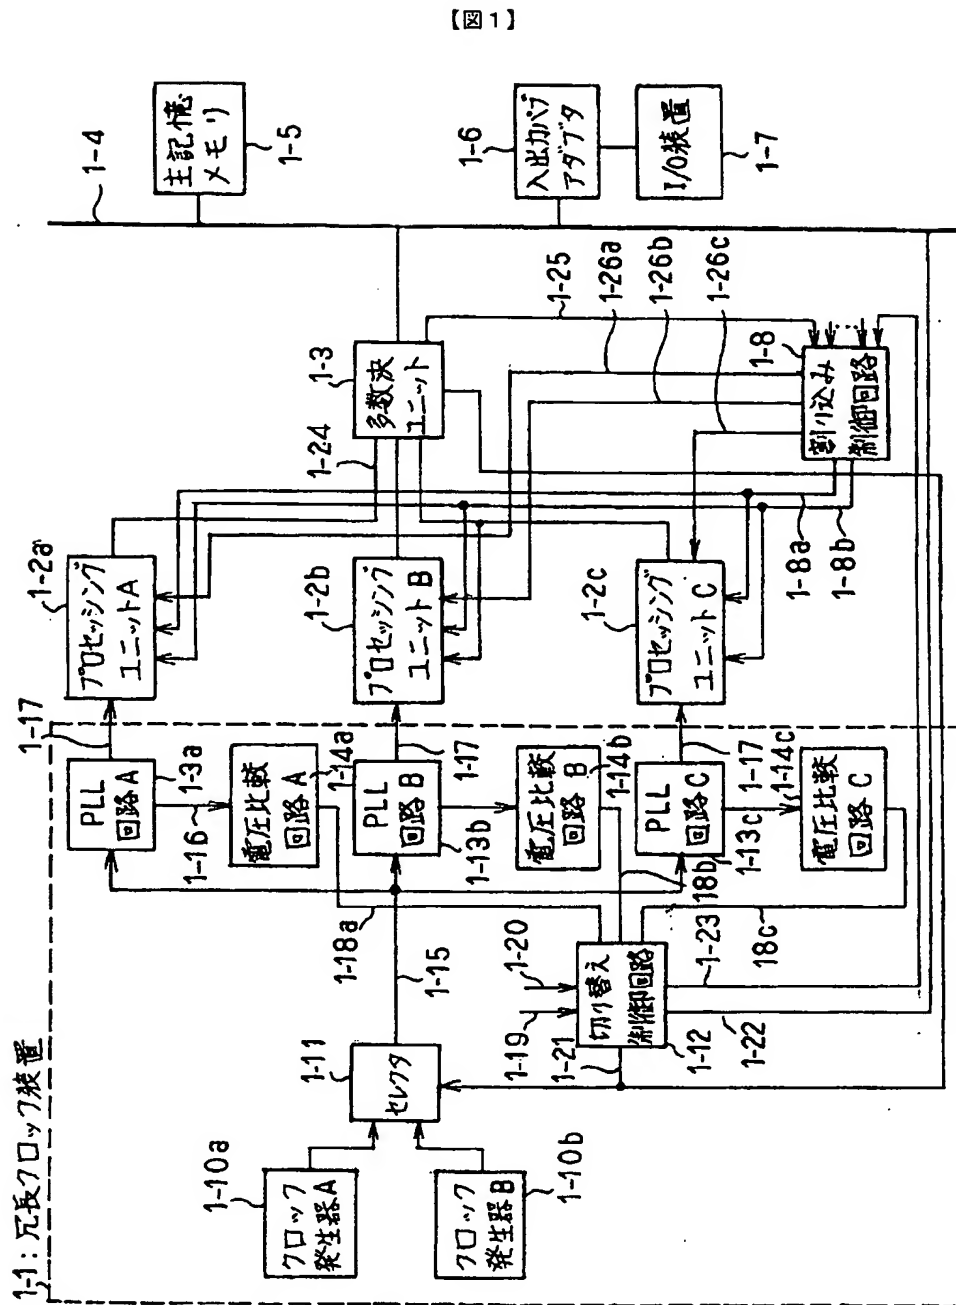 【図1】
1-1:冗長クロック装置
1-10a
クロック
発生器A
クロック
発生器B
1-10b
1-11
セレクタ
1-15
1-18a
1-19
1-20
1-21
切り替え
制御回路
1-12
1-22
1-23
18b
18c
PLL
回路A
1-3a
1-16
電圧比較
回路A
1-14a
PLL
回路B
1-13b
電圧比較
回路B
1-14b
PLL
回路C
1-13c
電圧比較
回路C
1-14c
1-17
1-17
1-17
1-2a
プロセッシング
ユニットA
プロセッシング
ユニットB
1-2b
プロセッシング
ユニットC
1-2c
1-24
1-3
多数決
ユニット
1-25
1-26a
1-26b
1-26c
1-8
割り込み
制御回路
1-8a
1-8b
1-4
主記憶
メモリ
1-5
1-6
入出力バブ
アダプタ
I/O装置
1-7